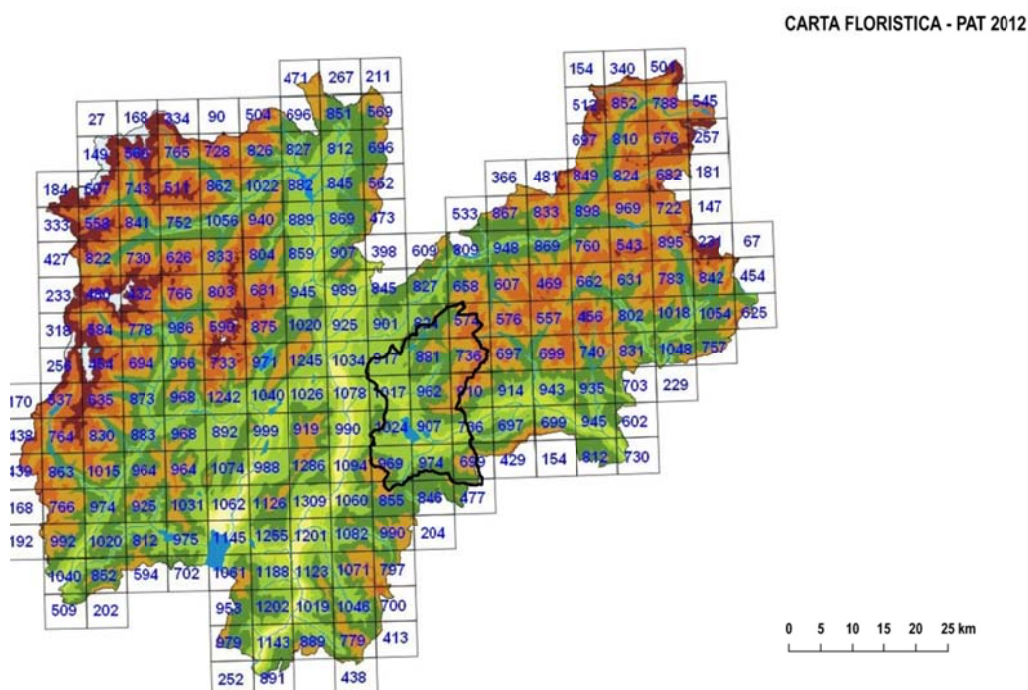 CARTA FLORISTICA - PAT 2012
154 340
471 267 211
512 852 788 545
27 168 334 90 504 696 851 569
697 810 676 257
149 765 728 826 827 812 696
366 481 849 824 682 181
184 597 743 511 862 1022 882 845 562
533 867 833 898 969 722 147
333 558 841 752 1056 940 889 869 473
398 609 809 948 869 760 543 895 231 67
427 822 730 626 833 804 859 907
845 827 658 607 469 662 631 783 842 454
233 480 432 766 803 631 945 989
901 574 576 557 456 802 1018 1054 625
318 584 778 986 590 875 1020 925
881 736 697 699 740 831 1048 757
694 966 733 971 1245 1034
1017 962 914 943 935 703 229
170 537 635 873 968 1242 1040 1026 1078
907 736 697 699 945 602
438 764 830 883 968 892 999 919 990
969 974 699 429 154 812 730
439 863 1015 964 964 1074 988 1286 1094
855 846 477
168 766 974 925 1031 1062 1126 1309 1060
990 204
192 992 1020 812 975 1145 1255 1201 1082
1040 852 594 702 1061 1188 1123 1071 797
509 202 953 1202 1019 1046 700
979 1143 889 779 413
252 891 438
0 5 10 15 20 25 km